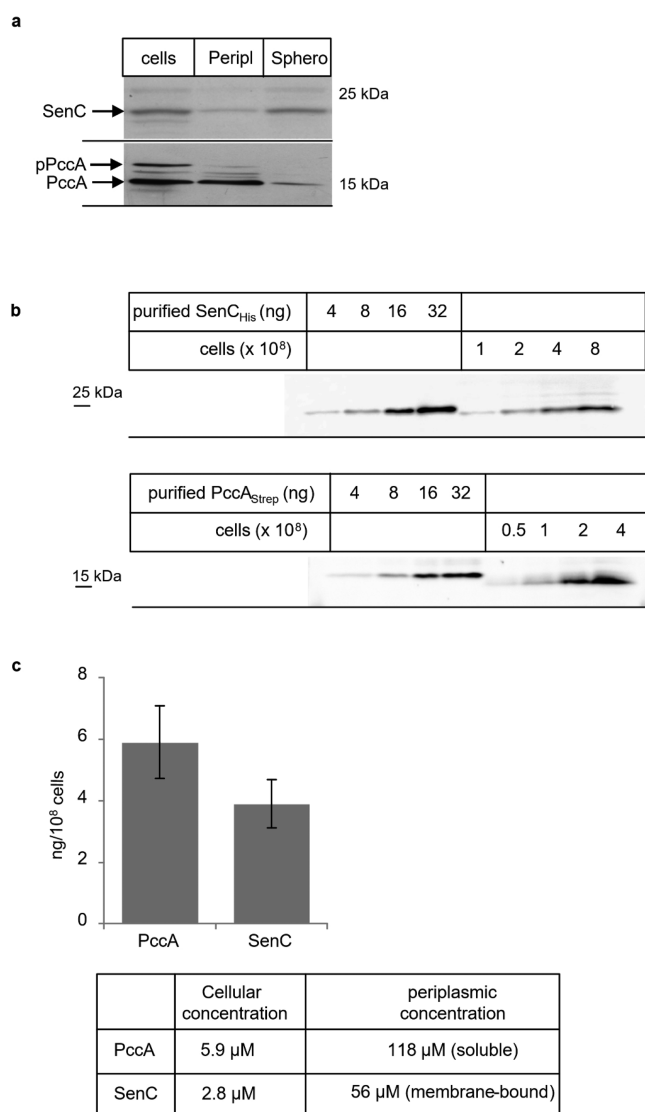 a
cells Peripl Sphero
25 kDa
SenC
pPccA
PccA
15 kDa
b
purified SenCHis (ng) 4 8 16 32
cells (x 10⁸) 1 2 4 8
25 kDa
purified PccAStrep (ng) 4 8 16 32
cells (x 10⁸) 0.5 1 2 4
15 kDa
c
8
6
4
2
0
ng/10⁸ cells
PccA SenC
Cellular concentration
periplasmic concentration
PccA 5.9 µM 118 µM (soluble)
SenC 2.8 µM 56 µM (membrane-bound)